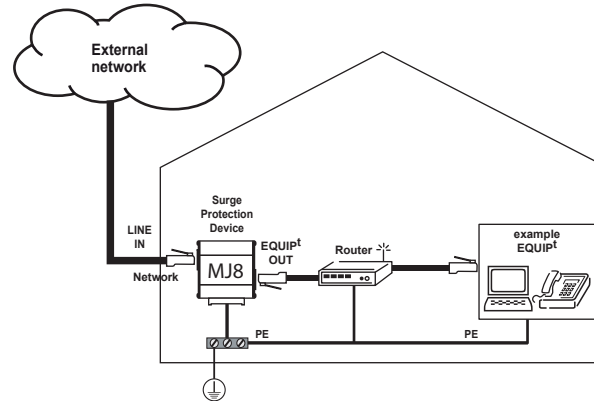 External
network
Surge
Protection
Device
LINE
IN
Network
MJ8
EQUIPt
OUT
Router
example
EQUIPt
PE
PE